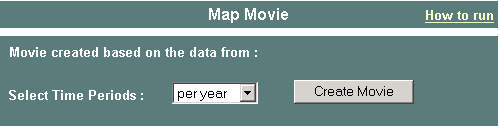 Map Movie How to run
Movie created based on the data from :
Select Time Periods : per year Create Movie